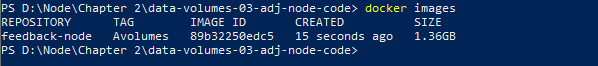 PS D:\Node\Chapter 2\data-volumes-03-adj-node-code> docker images
REPOSITORY TAG IMAGE ID CREATED SIZE
feedback-node Avolumes 89b32250edc5 15 seconds ago 1.36GB
PS D:\Node\Chapter 2\data-volumes-03-adj-node-code>